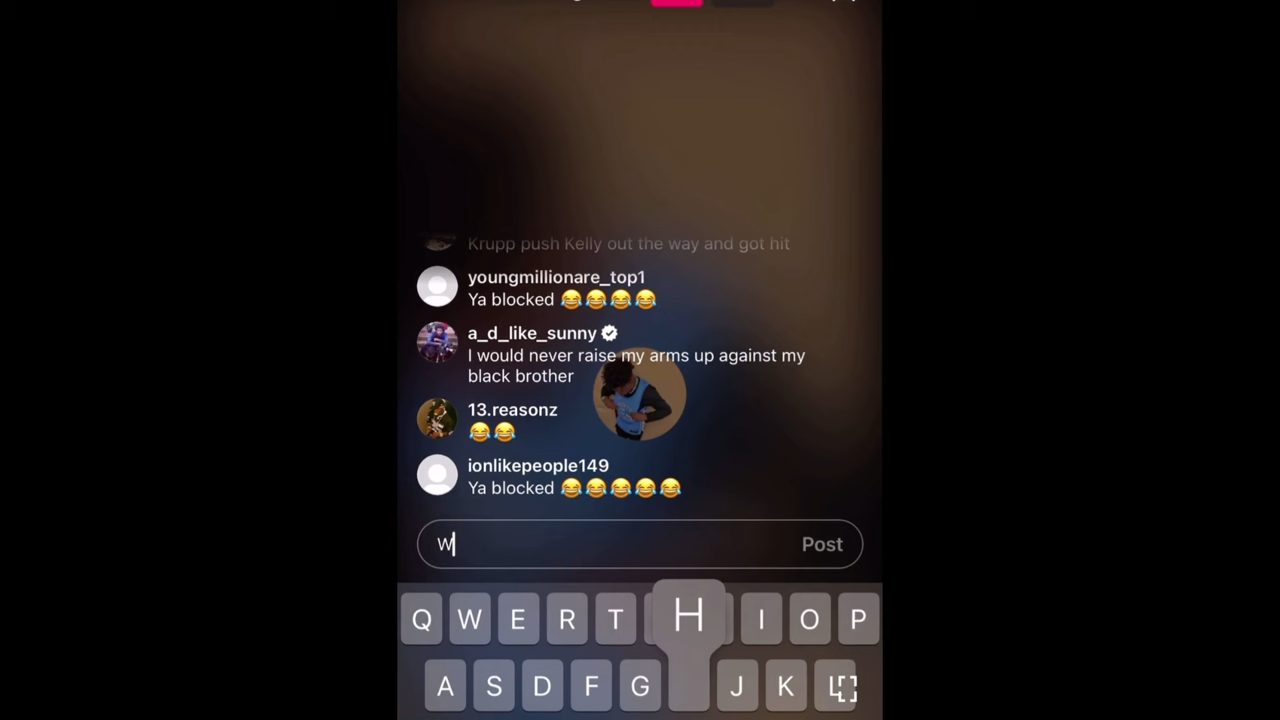 Krupp push Kelly out the way and got hit
youngmillionare_top1
Ya blocked 😂😂😂😂
a_d_like_sunny
I would never raise my arms up against my
black brother
13.reasonz
😂😂
ionlikepeople149
Ya blocked 😂😂😂😂😂
W
Post
Q W E R T H I O P
A S D F G J K L